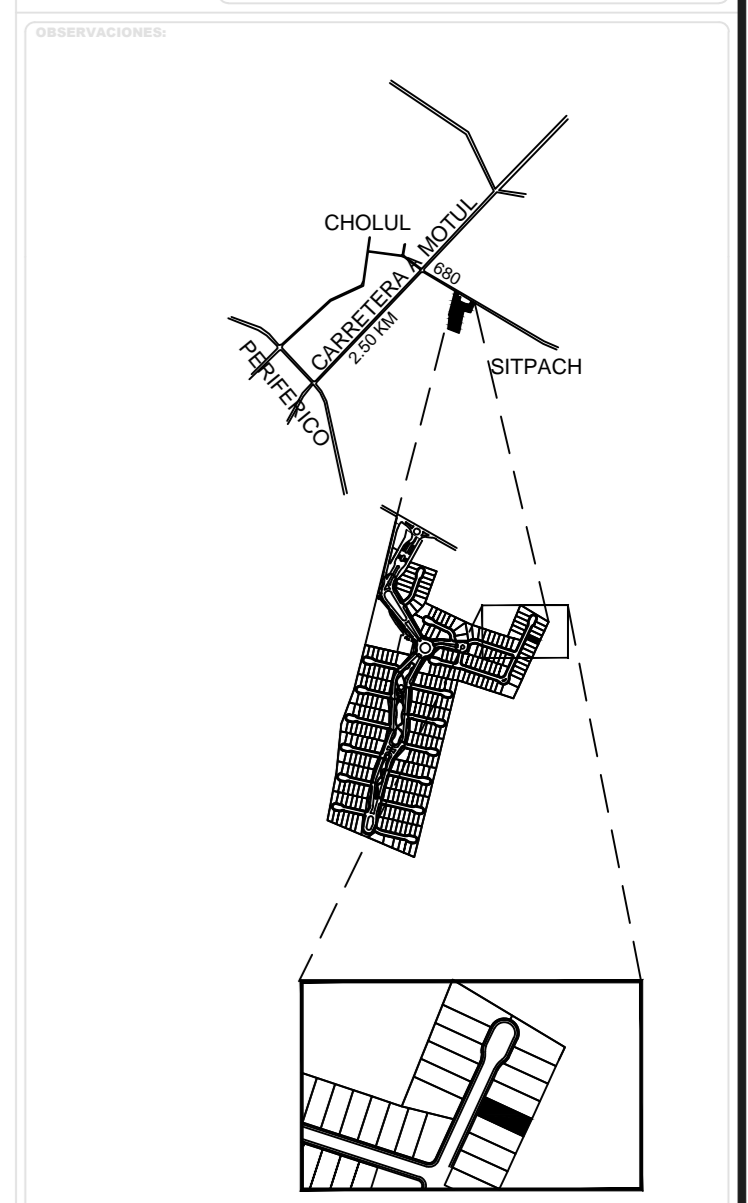 OBSERVACIONES:
CHOLUL
CARRETERA A MOTUL
680
2.50 KM
PERIFERICO
SITPACH